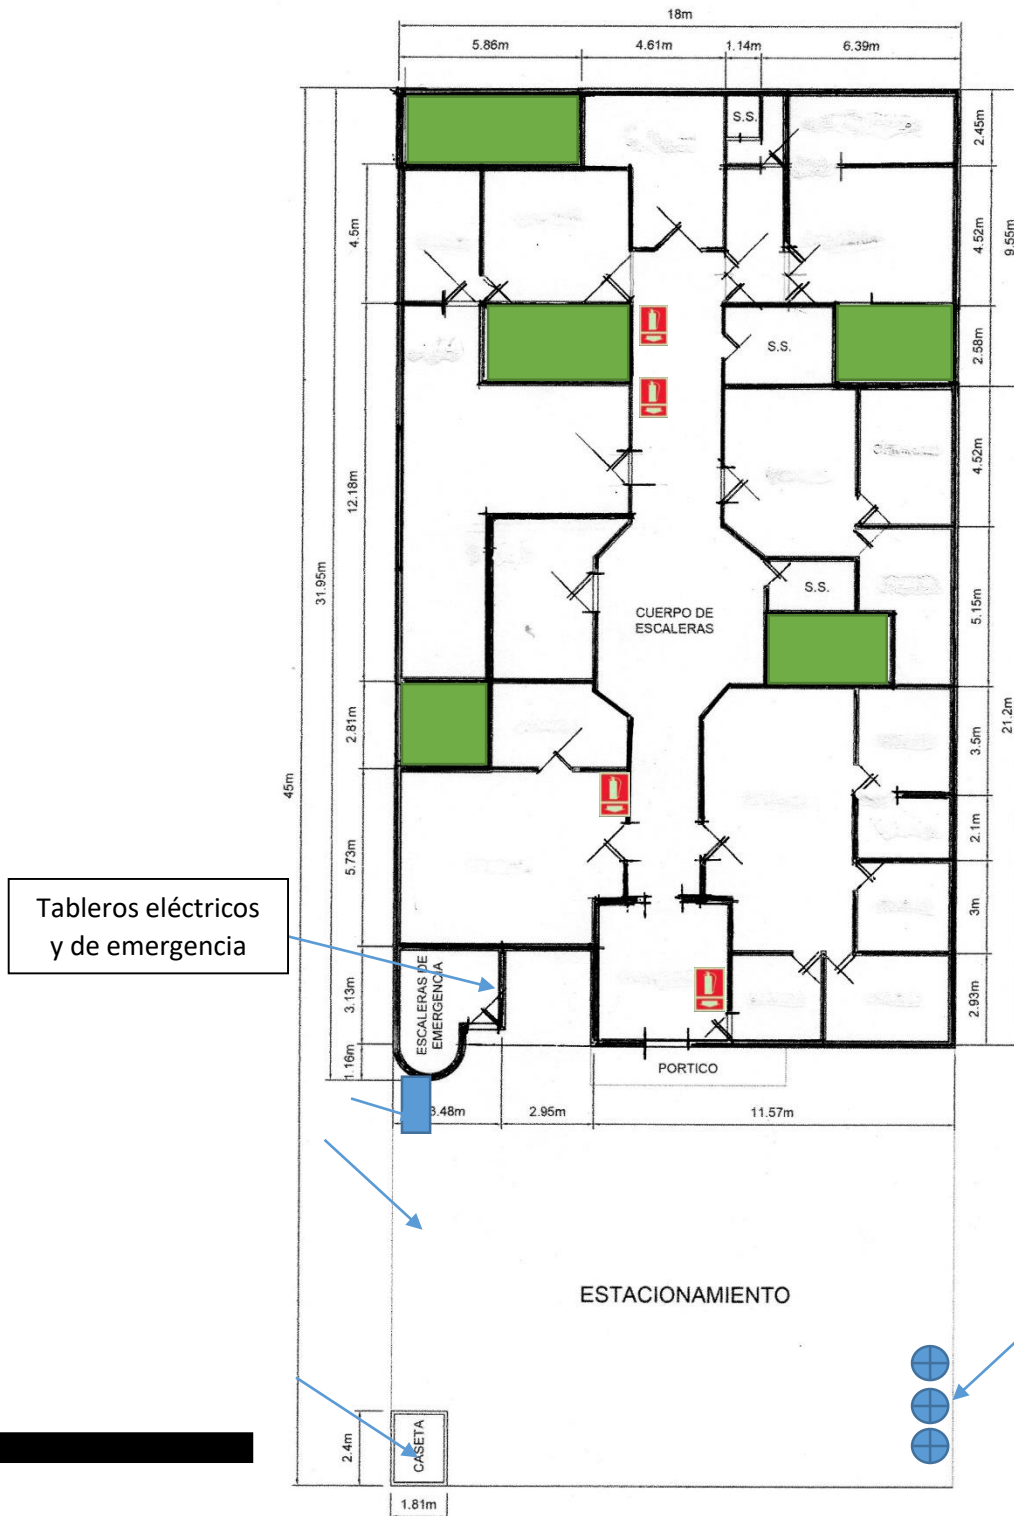 18m
5.86m
4.61m
1.14m
6.39m
S.S.
2.45m
4.5m
4.52m
9.55m
S.S.
2.58m
12.18m
4.52m
31.95m
S.S.
CUERPO DE
ESCALERAS
5.15m
2.81m
3.5m
21.2m
45m
2.1m
5.73m
3m
Tableros eléctricos
y de emergencia
ESCALERAS DE
EMERGENCIA
3.13m
2.93m
1.16m
PORTICO
3.48m
2.95m
11.57m
ESTACIONAMIENTO
CASETA
2.4m
1.81m